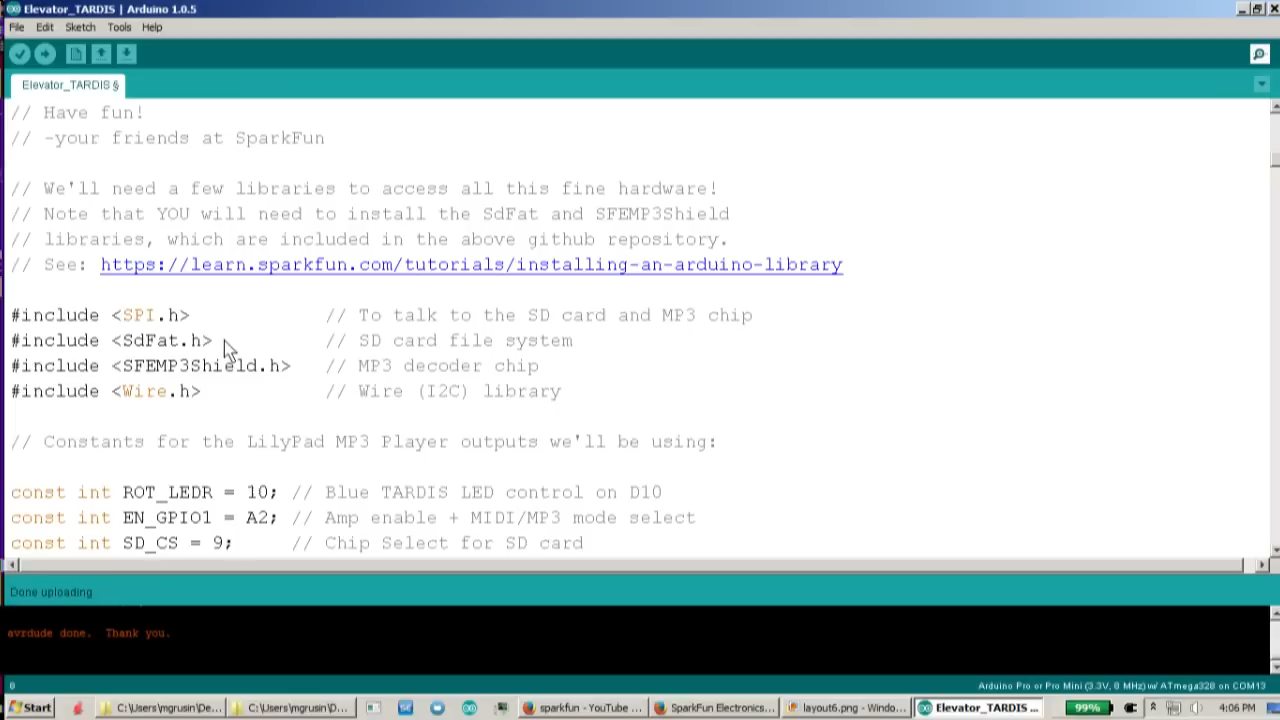 Elevator_TARDIS | Arduino 1.0.5
File Edit Sketch Tools Help
Elevator_TARDIS §
// Have fun!
// -your friends at SparkFun
// We'll need a few libraries to access all this fine hardware!
// Note that YOU will need to install the SdFat and SFEMP3Shield
// libraries, which are included in the above github repository.
// See: https://learn.sparkfun.com/tutorials/installing-an-arduino-library
#include <SPI.h> // To talk to the SD card and MP3 chip
#include <SdFat.h> // SD card file system
#include <SFEMP3Shield.h> // MP3 decoder chip
#include <Wire.h> // Wire (I2C) library
// Constants for the LilyPad MP3 Player outputs we'll be using:
const int ROT_LEDR = 10; // Blue TARDIS LED control on D10
const int EN_GPIO1 = A2; // Amp enable + MIDI/MP3 mode select
const int SD_CS = 9; // Chip Select for SD card
Done uploading
avrdude done. Thank you.
Arduino Pro or Pro Mini (3.3V, 8 MHz) w/ ATmega328 on COM13
Start C:\Users\mgrusin\De... C:\Users\mgrusin\D... sparkfun - YouTube ... SparkFun Electronics... layout6.png - Windo... Elevator_TARDIS ... 99% 4:06 PM